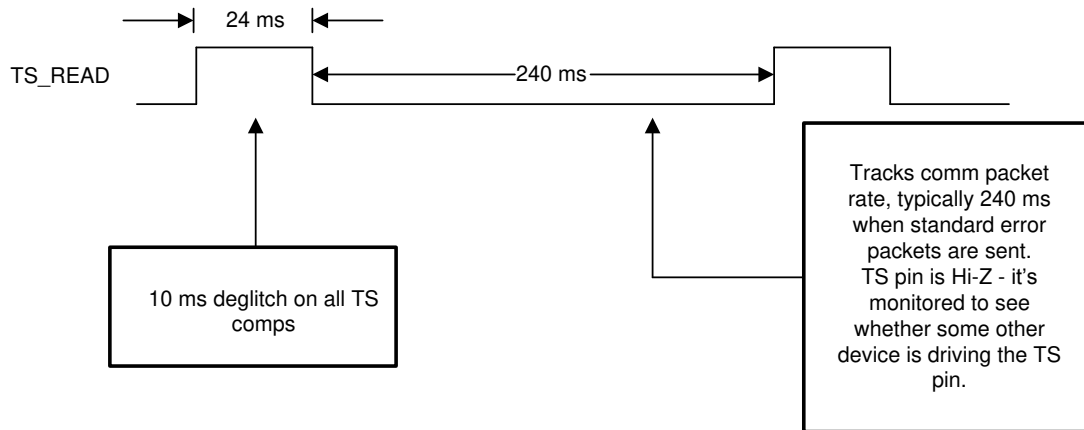 24 ms
TS_READ
240 ms
10 ms deglitch on all TS
comps
Tracks comm packet
rate, typically 240 ms
when standard error
packets are sent.
TS pin is Hi-Z - it's
monitored to see
whether some other
device is driving the TS
pin.